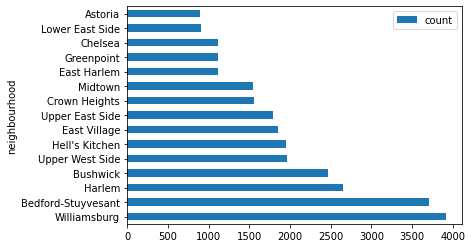 count
neighbourhood
Astoria
Lower East Side
Chelsea
Greenpoint
East Harlem
Midtown
Crown Heights
Upper East Side
East Village
Hell's Kitchen
Upper West Side
Bushwick
Harlem
Bedford-Stuyvesant
Williamsburg
0 500 1000 1500 2000 2500 3000 3500 4000